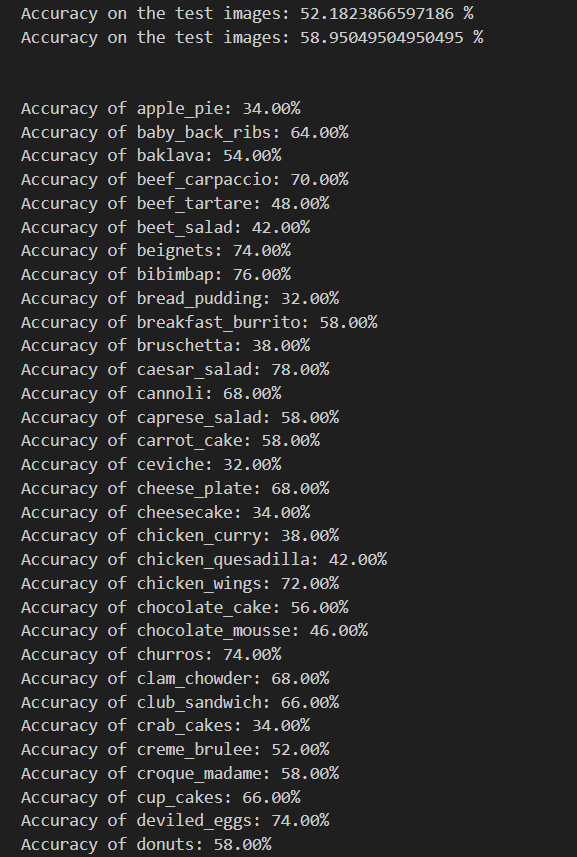 Accuracy on the test images: 52.1823866597186 %
Accuracy on the test images: 58.95049504950495 %
Accuracy of apple_pie: 34.00%
Accuracy of baby_back_ribs: 64.00%
Accuracy of baklava: 54.00%
Accuracy of beef_carpaccio: 70.00%
Accuracy of beef_tartare: 48.00%
Accuracy of beet_salad: 42.00%
Accuracy of beignets: 74.00%
Accuracy of bibimbap: 76.00%
Accuracy of bread_pudding: 32.00%
Accuracy of breakfast_burrito: 58.00%
Accuracy of bruschetta: 38.00%
Accuracy of caesar_salad: 78.00%
Accuracy of cannoli: 68.00%
Accuracy of caprese_salad: 58.00%
Accuracy of carrot_cake: 58.00%
Accuracy of ceviche: 32.00%
Accuracy of cheese_plate: 68.00%
Accuracy of cheesecake: 34.00%
Accuracy of chicken_curry: 38.00%
Accuracy of chicken_quesadilla: 42.00%
Accuracy of chicken_wings: 72.00%
Accuracy of chocolate_cake: 56.00%
Accuracy of chocolate_mousse: 46.00%
Accuracy of churros: 74.00%
Accuracy of clam_chowder: 68.00%
Accuracy of club_sandwich: 66.00%
Accuracy of crab_cakes: 34.00%
Accuracy of creme_brulee: 52.00%
Accuracy of croque_madame: 58.00%
Accuracy of cup_cakes: 66.00%
Accuracy of deviled_eggs: 74.00%
Accuracy of donuts: 58.00%